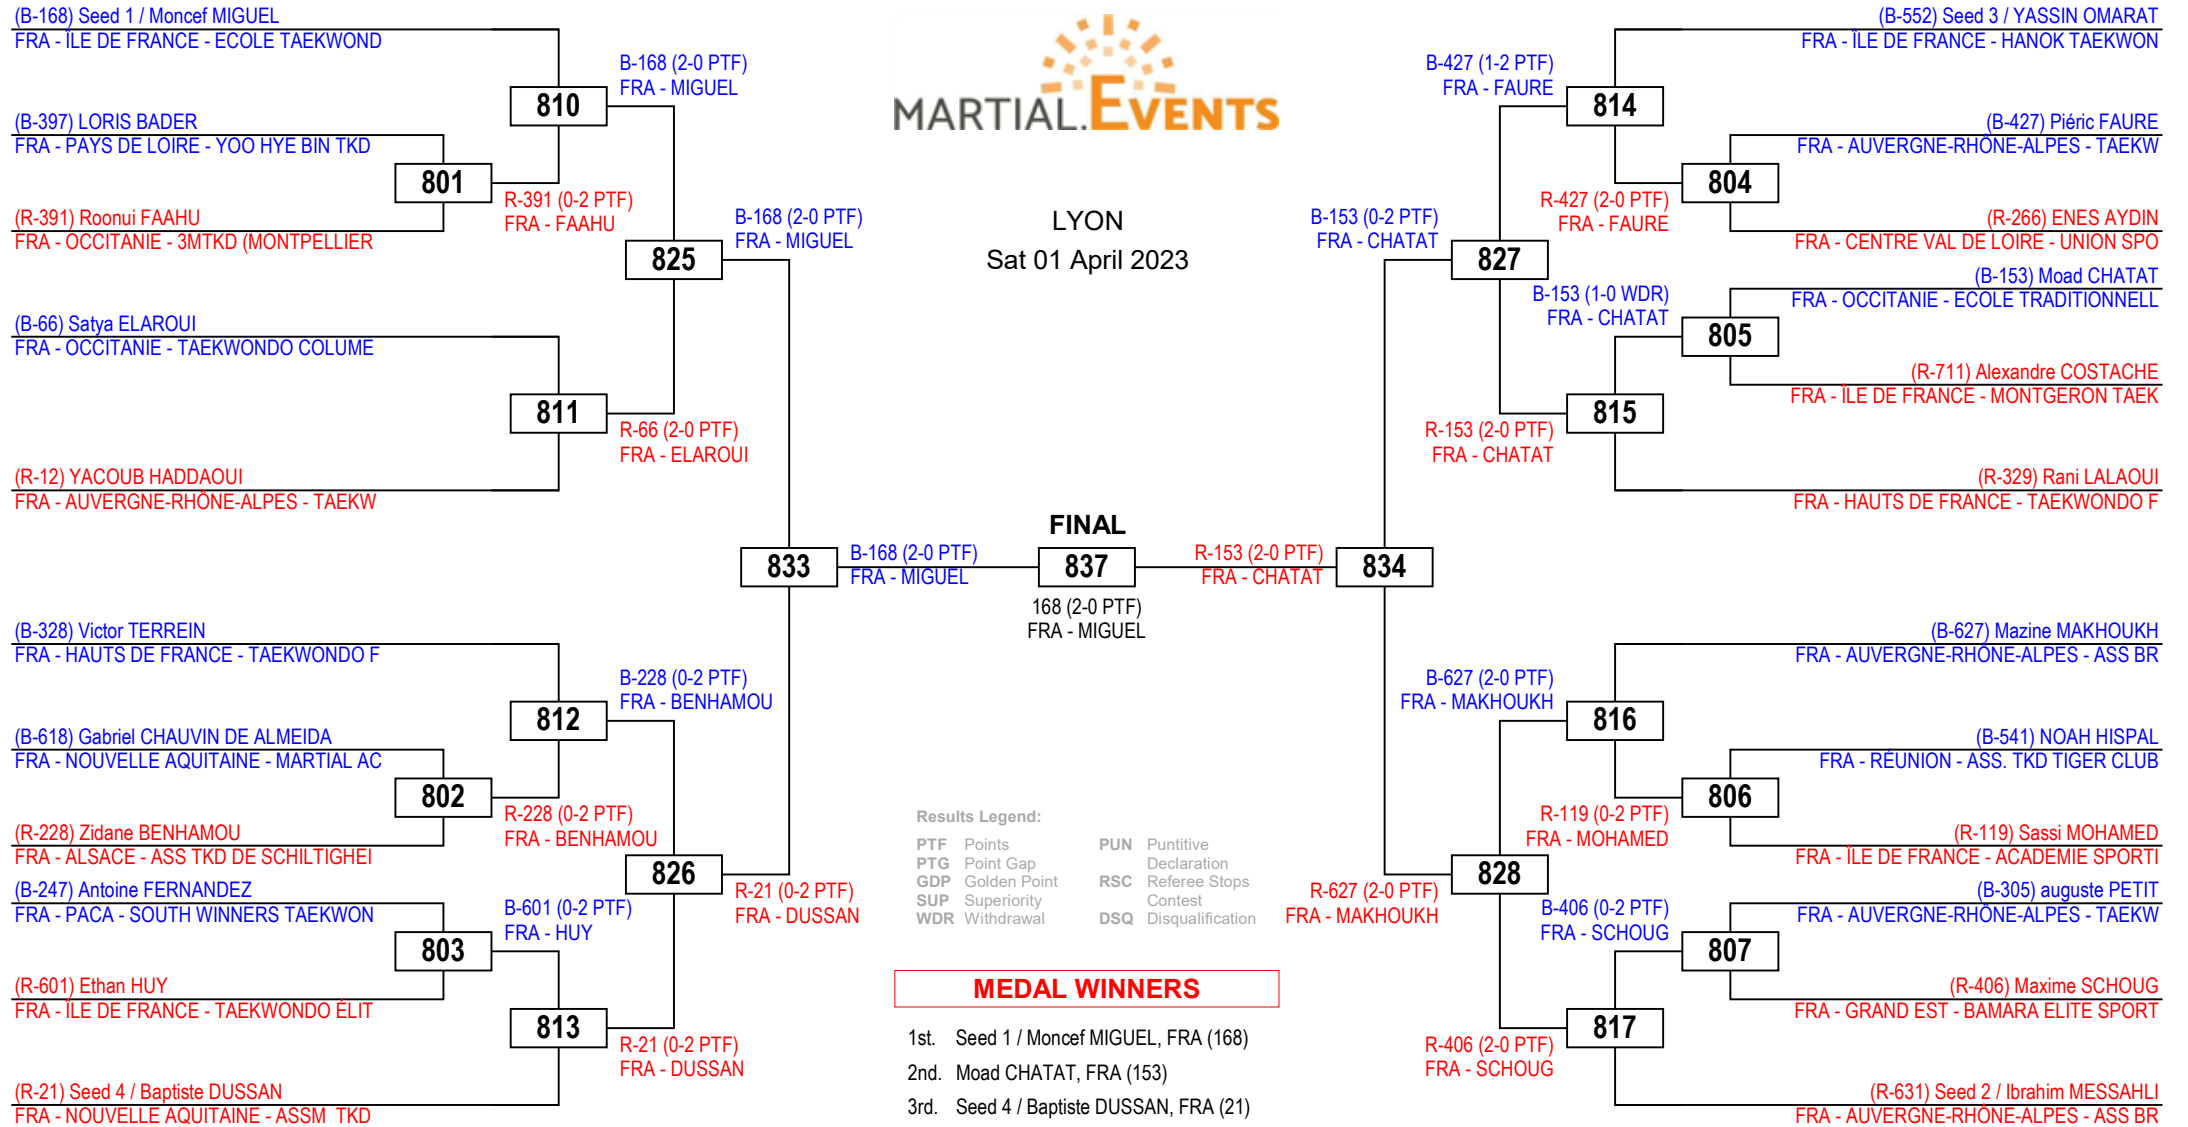 (B-168) Seed 1 / Moncef MIGUEL
FRA - ÎLE DE FRANCE - ECOLE TAEKWOND
(B-397) LORIS BADER
FRA - PAYS DE LOIRE - YOO HYE BIN TKD
(R-391) Roonui FAAHU
FRA - OCCITANIE - 3MTKD (MONTPELLIER
(B-66) Satya ELAROUI
FRA - OCCITANIE - TAEKWONDO COLUME
(R-12) YACOUB HADDAOUI
FRA - AUVERGNE-RHÔNE-ALPES - TAEKW
(B-328) Victor TERREIN
FRA - HAUTS DE FRANCE - TAEKWONDO F
(B-618) Gabriel CHAUVIN DE ALMEIDA
FRA - NOUVELLE AQUITAINE - MARTIAL AC
(R-228) Zidane BENHAMOU
FRA - ALSACE - ASS TKD DE SCHILTIGHEI
(B-247) Antoine FERNANDEZ
FRA - PACA - SOUTH WINNERS TAEKWON
(R-601) Ethan HUY
FRA - ÎLE DE FRANCE - TAEKWONDO ÉLIT
(R-21) Seed 4 / Baptiste DUSSAN
FRA - NOUVELLE AQUITAINE - ASSM  TKD
801
R-391 (0-2 PTF)
FRA - FAAHU
802
R-228 (0-2 PTF)
FRA - BENHAMOU
803
B-601 (0-2 PTF)
FRA - HUY
810
B-168 (2-0 PTF)
FRA - MIGUEL
811
R-66 (2-0 PTF)
FRA - ELAROUI
812
B-228 (0-2 PTF)
FRA - BENHAMOU
813
R-21 (0-2 PTF)
FRA - DUSSAN
825
B-168 (2-0 PTF)
FRA - MIGUEL
826
R-21 (0-2 PTF)
FRA - DUSSAN
833
B-168 (2-0 PTF)
FRA - MIGUEL
MARTIAL.EVENTS
LYON
Sat 01 April 2023
FINAL
837
168 (2-0 PTF)
FRA - MIGUEL
Results Legend:
PTF Points
PTG Point Gap
GDP Golden Point
SUP Superiority
WDR Withdrawal
PUN Puntitive
Declaration
RSC Referee Stops
Contest
DSQ Disqualification
MEDAL WINNERS
1st. Seed 1 / Moncef MIGUEL, FRA (168)
2nd. Moad CHATAT, FRA (153)
3rd. Seed 4 / Baptiste DUSSAN, FRA (21)
R-153 (2-0 PTF)
FRA - CHATAT
834
B-153 (0-2 PTF)
FRA - CHATAT
827
R-627 (2-0 PTF)
FRA - MAKHOUKH
828
B-427 (1-2 PTF)
FRA - FAURE
814
R-153 (2-0 PTF)
FRA - CHATAT
815
B-627 (2-0 PTF)
FRA - MAKHOUKH
816
R-406 (2-0 PTF)
FRA - SCHOUG
817
R-427 (2-0 PTF)
FRA - FAURE
804
B-153 (1-0 WDR)
FRA - CHATAT
805
R-119 (0-2 PTF)
FRA - MOHAMED
806
B-406 (0-2 PTF)
FRA - SCHOUG
807
(B-552) Seed 3 / YASSIN OMARAT
FRA - ÎLE DE FRANCE - HANOK TAEKWON
(B-427) Piéric FAURE
FRA - AUVERGNE-RHÔNE-ALPES - TAEKW
(R-266) ENES AYDIN
FRA - CENTRE VAL DE LOIRE - UNION SPO
(B-153) Moad CHATAT
FRA - OCCITANIE - ECOLE TRADITIONNELL
(R-711) Alexandre COSTACHE
FRA - ÎLE DE FRANCE - MONTGERON TAEK
(R-329) Rani LALAOUI
FRA - HAUTS DE FRANCE - TAEKWONDO F
(B-627) Mazine MAKHOUKH
FRA - AUVERGNE-RHÔNE-ALPES - ASS BR
(B-541) NOAH HISPAL
FRA - RÉUNION - ASS. TKD TIGER CLUB
(R-119) Sassi MOHAMED
FRA - ÎLE DE FRANCE - ACADEMIE SPORTI
(B-305) auguste PETIT
FRA - AUVERGNE-RHÔNE-ALPES - TAEKW
(R-406) Maxime SCHOUG
FRA - GRAND EST - BAMARA ELITE SPORT
(R-631) Seed 2 / Ibrahim MESSAHLI
FRA - AUVERGNE-RHÔNE-ALPES - ASS BR